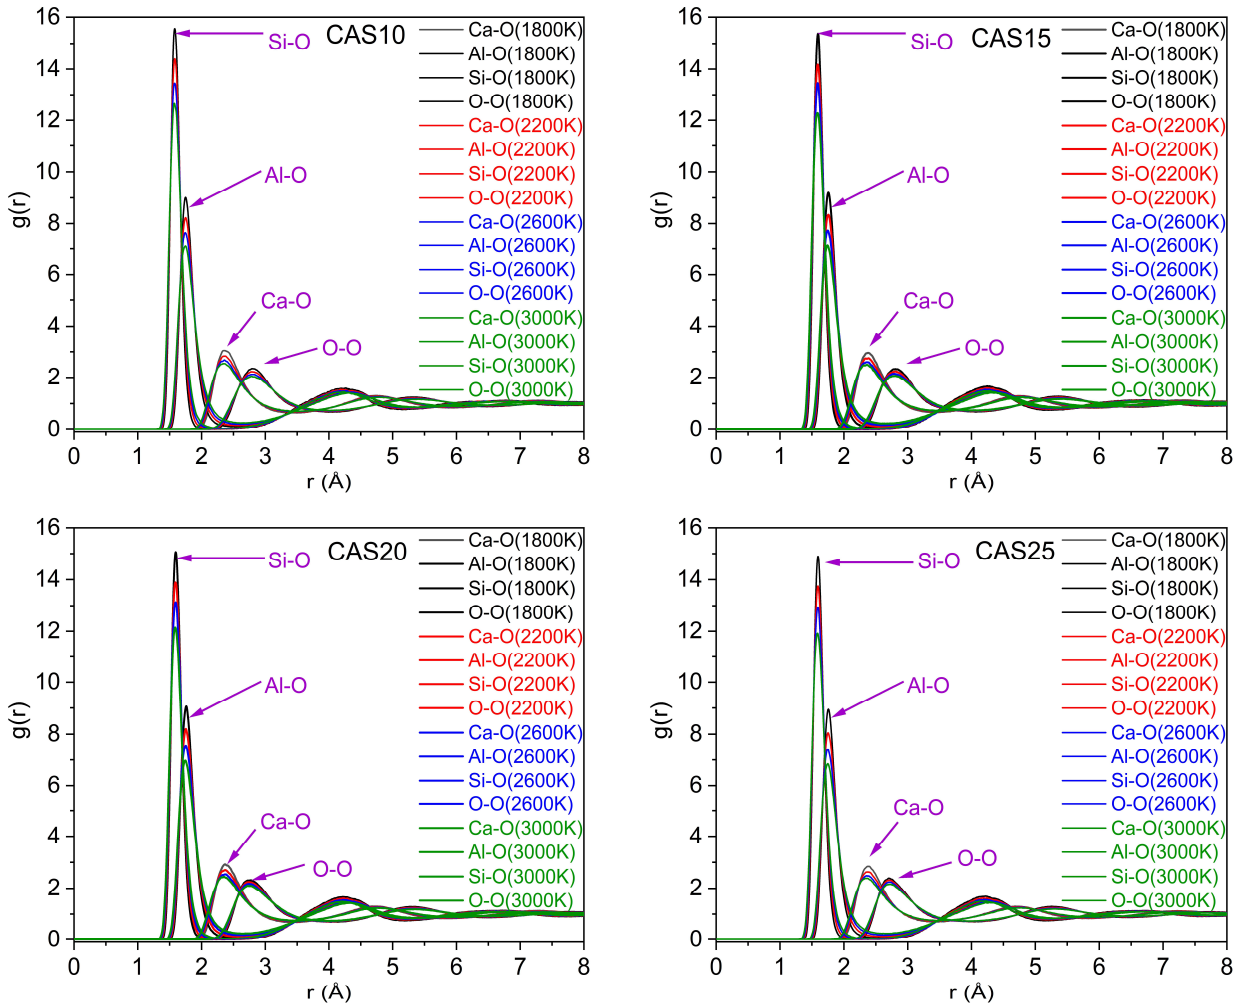 CAS10
g(r)
16
14
12
10
8
6
4
2
0
0 1 2 3 4 5 6 7 8
r (Å)
Si-O
Al-O
Ca-O
O-O
Ca-O(1800K)
Al-O(1800K)
Si-O(1800K)
O-O(1800K)
Ca-O(2200K)
Al-O(2200K)
Si-O(2200K)
O-O(2200K)
Ca-O(2600K)
Al-O(2600K)
Si-O(2600K)
O-O(2600K)
Ca-O(3000K)
Al-O(3000K)
Si-O(3000K)
O-O(3000K)
CAS15
g(r)
16
14
12
10
8
6
4
2
0
0 1 2 3 4 5 6 7 8
r (Å)
Si-O
Al-O
Ca-O
O-O
Ca-O(1800K)
Al-O(1800K)
Si-O(1800K)
O-O(1800K)
Ca-O(2200K)
Al-O(2200K)
Si-O(2200K)
O-O(2200K)
Ca-O(2600K)
Al-O(2600K)
Si-O(2600K)
O-O(2600K)
Ca-O(3000K)
Al-O(3000K)
Si-O(3000K)
O-O(3000K)
CAS20
g(r)
16
14
12
10
8
6
4
2
0
0 1 2 3 4 5 6 7 8
r (Å)
Si-O
Al-O
Ca-O
O-O
Ca-O(1800K)
Al-O(1800K)
Si-O(1800K)
O-O(1800K)
Ca-O(2200K)
Al-O(2200K)
Si-O(2200K)
O-O(2200K)
Ca-O(2600K)
Al-O(2600K)
Si-O(2600K)
O-O(2600K)
Ca-O(3000K)
Al-O(3000K)
Si-O(3000K)
O-O(3000K)
CAS25
g(r)
16
14
12
10
8
6
4
2
0
0 1 2 3 4 5 6 7 8
r (Å)
Si-O
Al-O
Ca-O
O-O
Ca-O(1800K)
Al-O(1800K)
Si-O(1800K)
O-O(1800K)
Ca-O(2200K)
Al-O(2200K)
Si-O(2200K)
O-O(2200K)
Ca-O(2600K)
Al-O(2600K)
Si-O(2600K)
O-O(2600K)
Ca-O(3000K)
Al-O(3000K)
Si-O(3000K)
O-O(3000K)